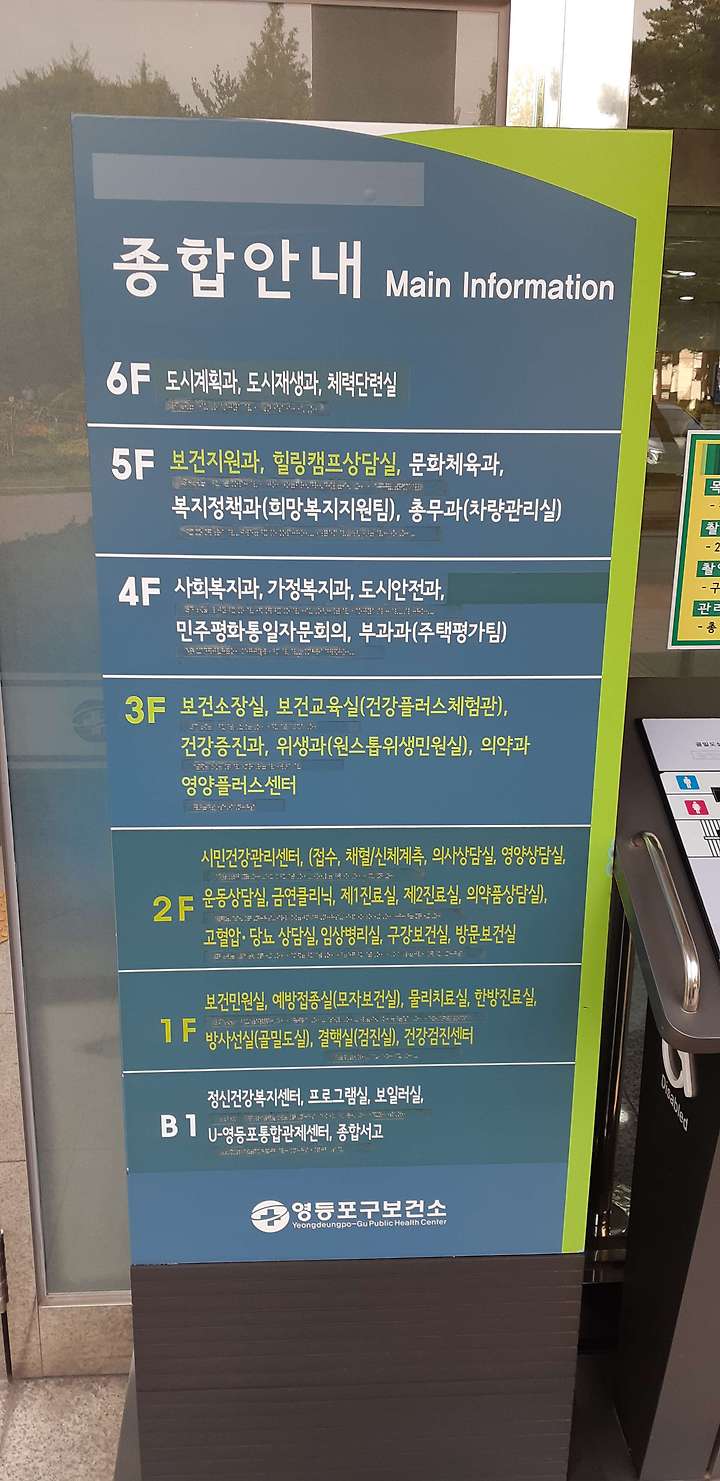 종합안내 Main Information
6F 도시계획과, 도시재생과, 체력단련실
5F 보건지원과, 힐링캠프상담실, 문화체육과,
복지정책과(희망복지지원팀), 총무과(차량관리실)
4F 사회복지과, 가정복지과, 도시안전과,
민주평화통일자문회의, 부과과(주택평가팀)
3F 보건소장실, 보건교육실(건강플러스체험관),
건강증진과, 위생과(원스톱위생민원실), 의약과
영양플러스센터
시민건강관리센터, (접수, 채혈/신체계측, 의사상담실, 영양상담실,
2F 운동상담실, 금연클리닉, 제1진료실, 제2진료실, 의약품상담실),
고혈압·당뇨 상담실, 임상병리실, 구강보건실, 방문보건실
보건민원실, 예방접종실(모자보건실), 물리치료실, 한방진료실,
1F 방사선실(골밀도실), 결핵실(검진실), 건강검진센터
정신건강복지센터, 프로그램실, 보일러실,
B1 U-영등포통합관제센터, 종합서고
영등포구보건소
Yeongdeungpo-Gu Public Health Center
Disabled